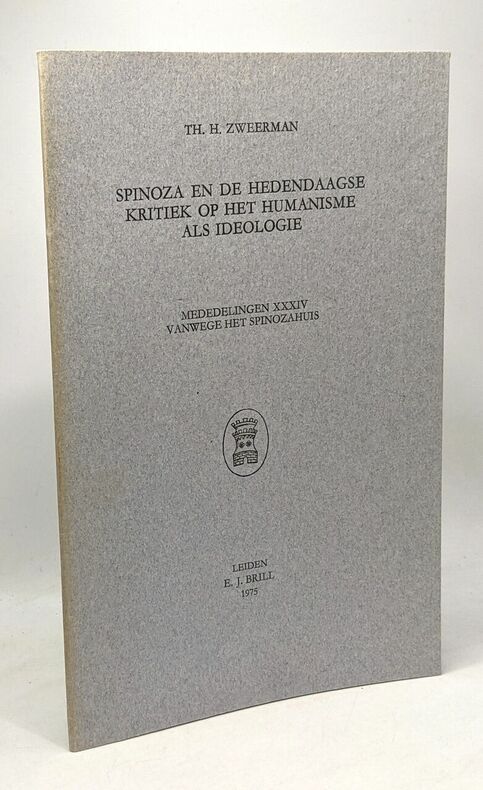 TH. H. ZWEERMAN
SPINOZA EN DE HEDENDAAGSE
KRITIEK OP HET HUMANISME
ALS IDEOLOGIE
MEDEDELINGEN XXXIV
VANWEGE HET SPINOZAHUIS
LEIDEN
E. J. BRILL
1975